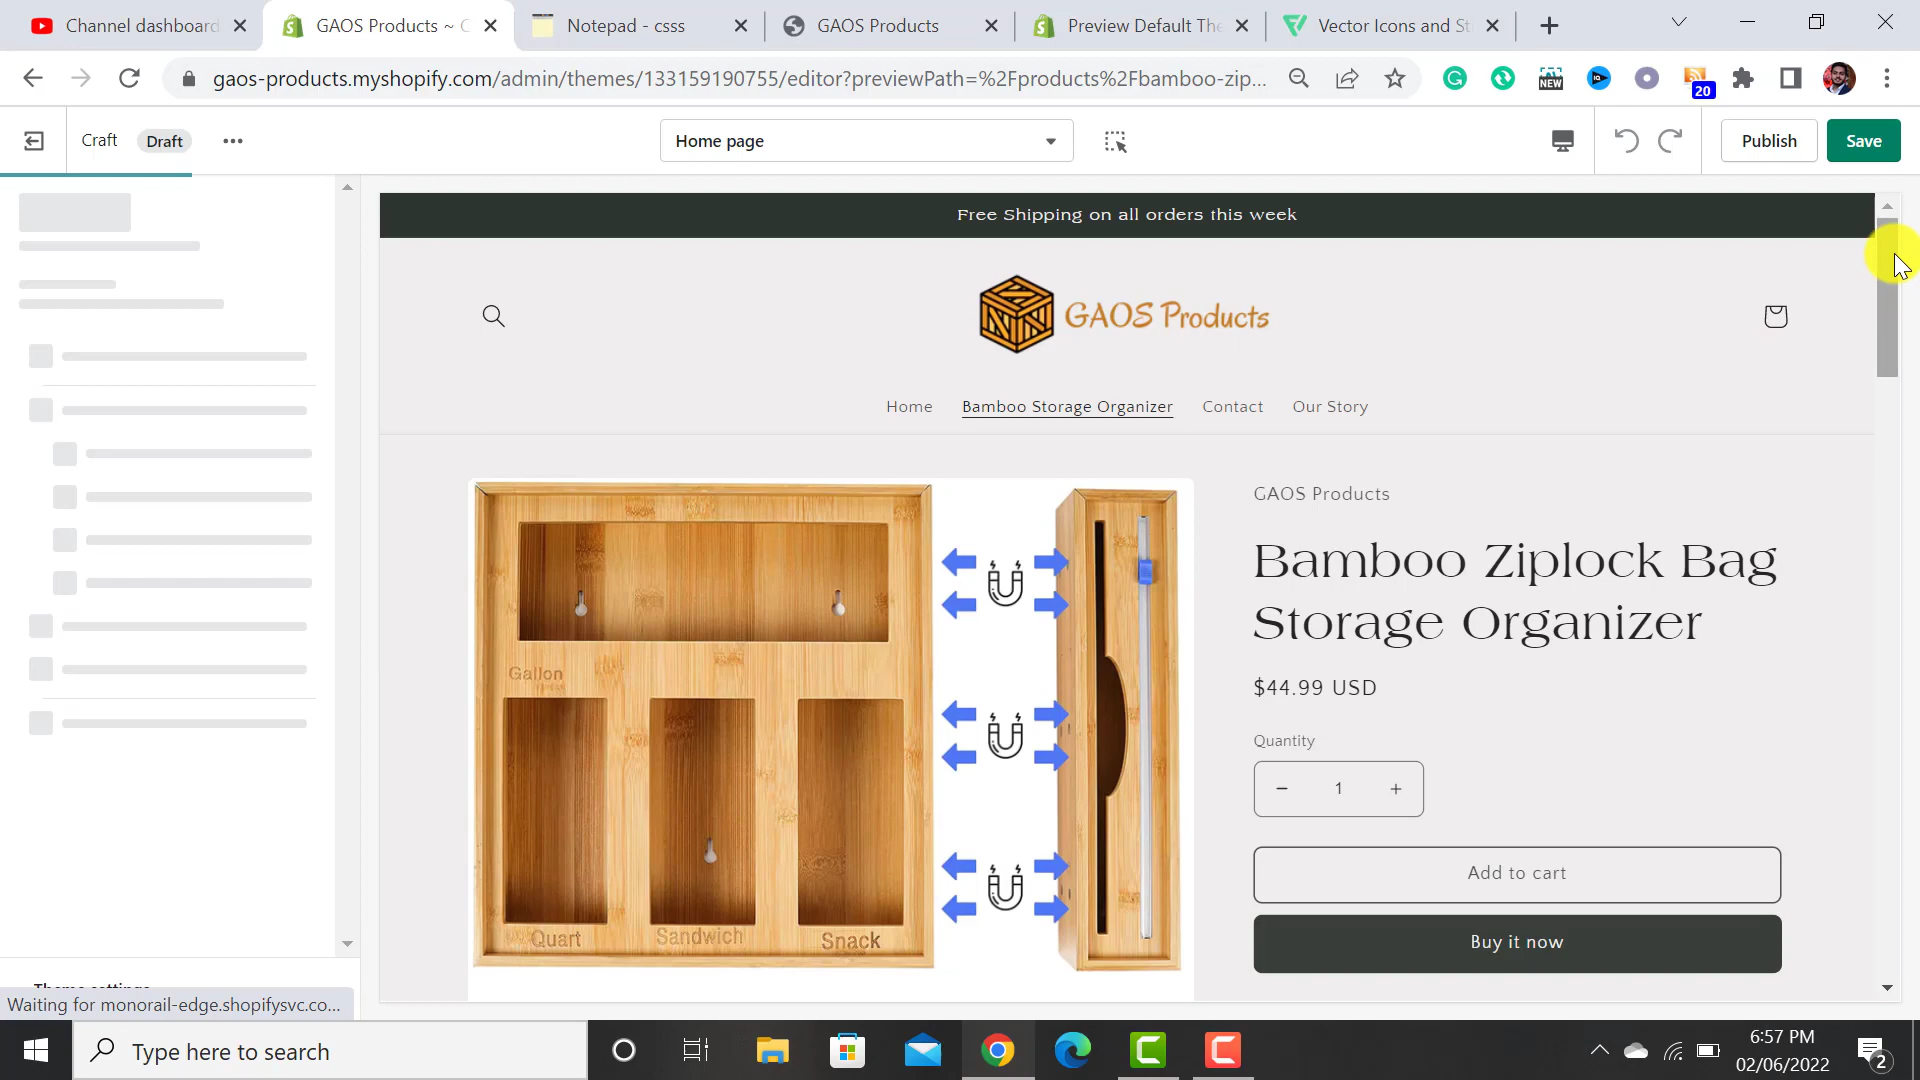 Channel dashboard
GAOS Products ~ C
Notepad - csss
GAOS Products
Preview Default The
Vector Icons and St
gaos-products.myshopify.com/admin/themes/133159190755/editor?previewPath=%2Fproducts%2Fbamboo-zip...
NEW
20
Craft
Draft
Home page
Publish
Save
Free Shipping on all orders this week
GAOS Products
Home
Bamboo Storage Organizer
Contact
Our Story
GAOS Products
Bamboo Ziplock Bag
Storage Organizer
$44.99 USD
Quantity
1
Add to cart
Buy it now
Gallon
Quart
Sandwich
Snack
Theme settings
Waiting for monorail-edge.shopifysvc.co...
Type here to search
6:57 PM
02/06/2022
2